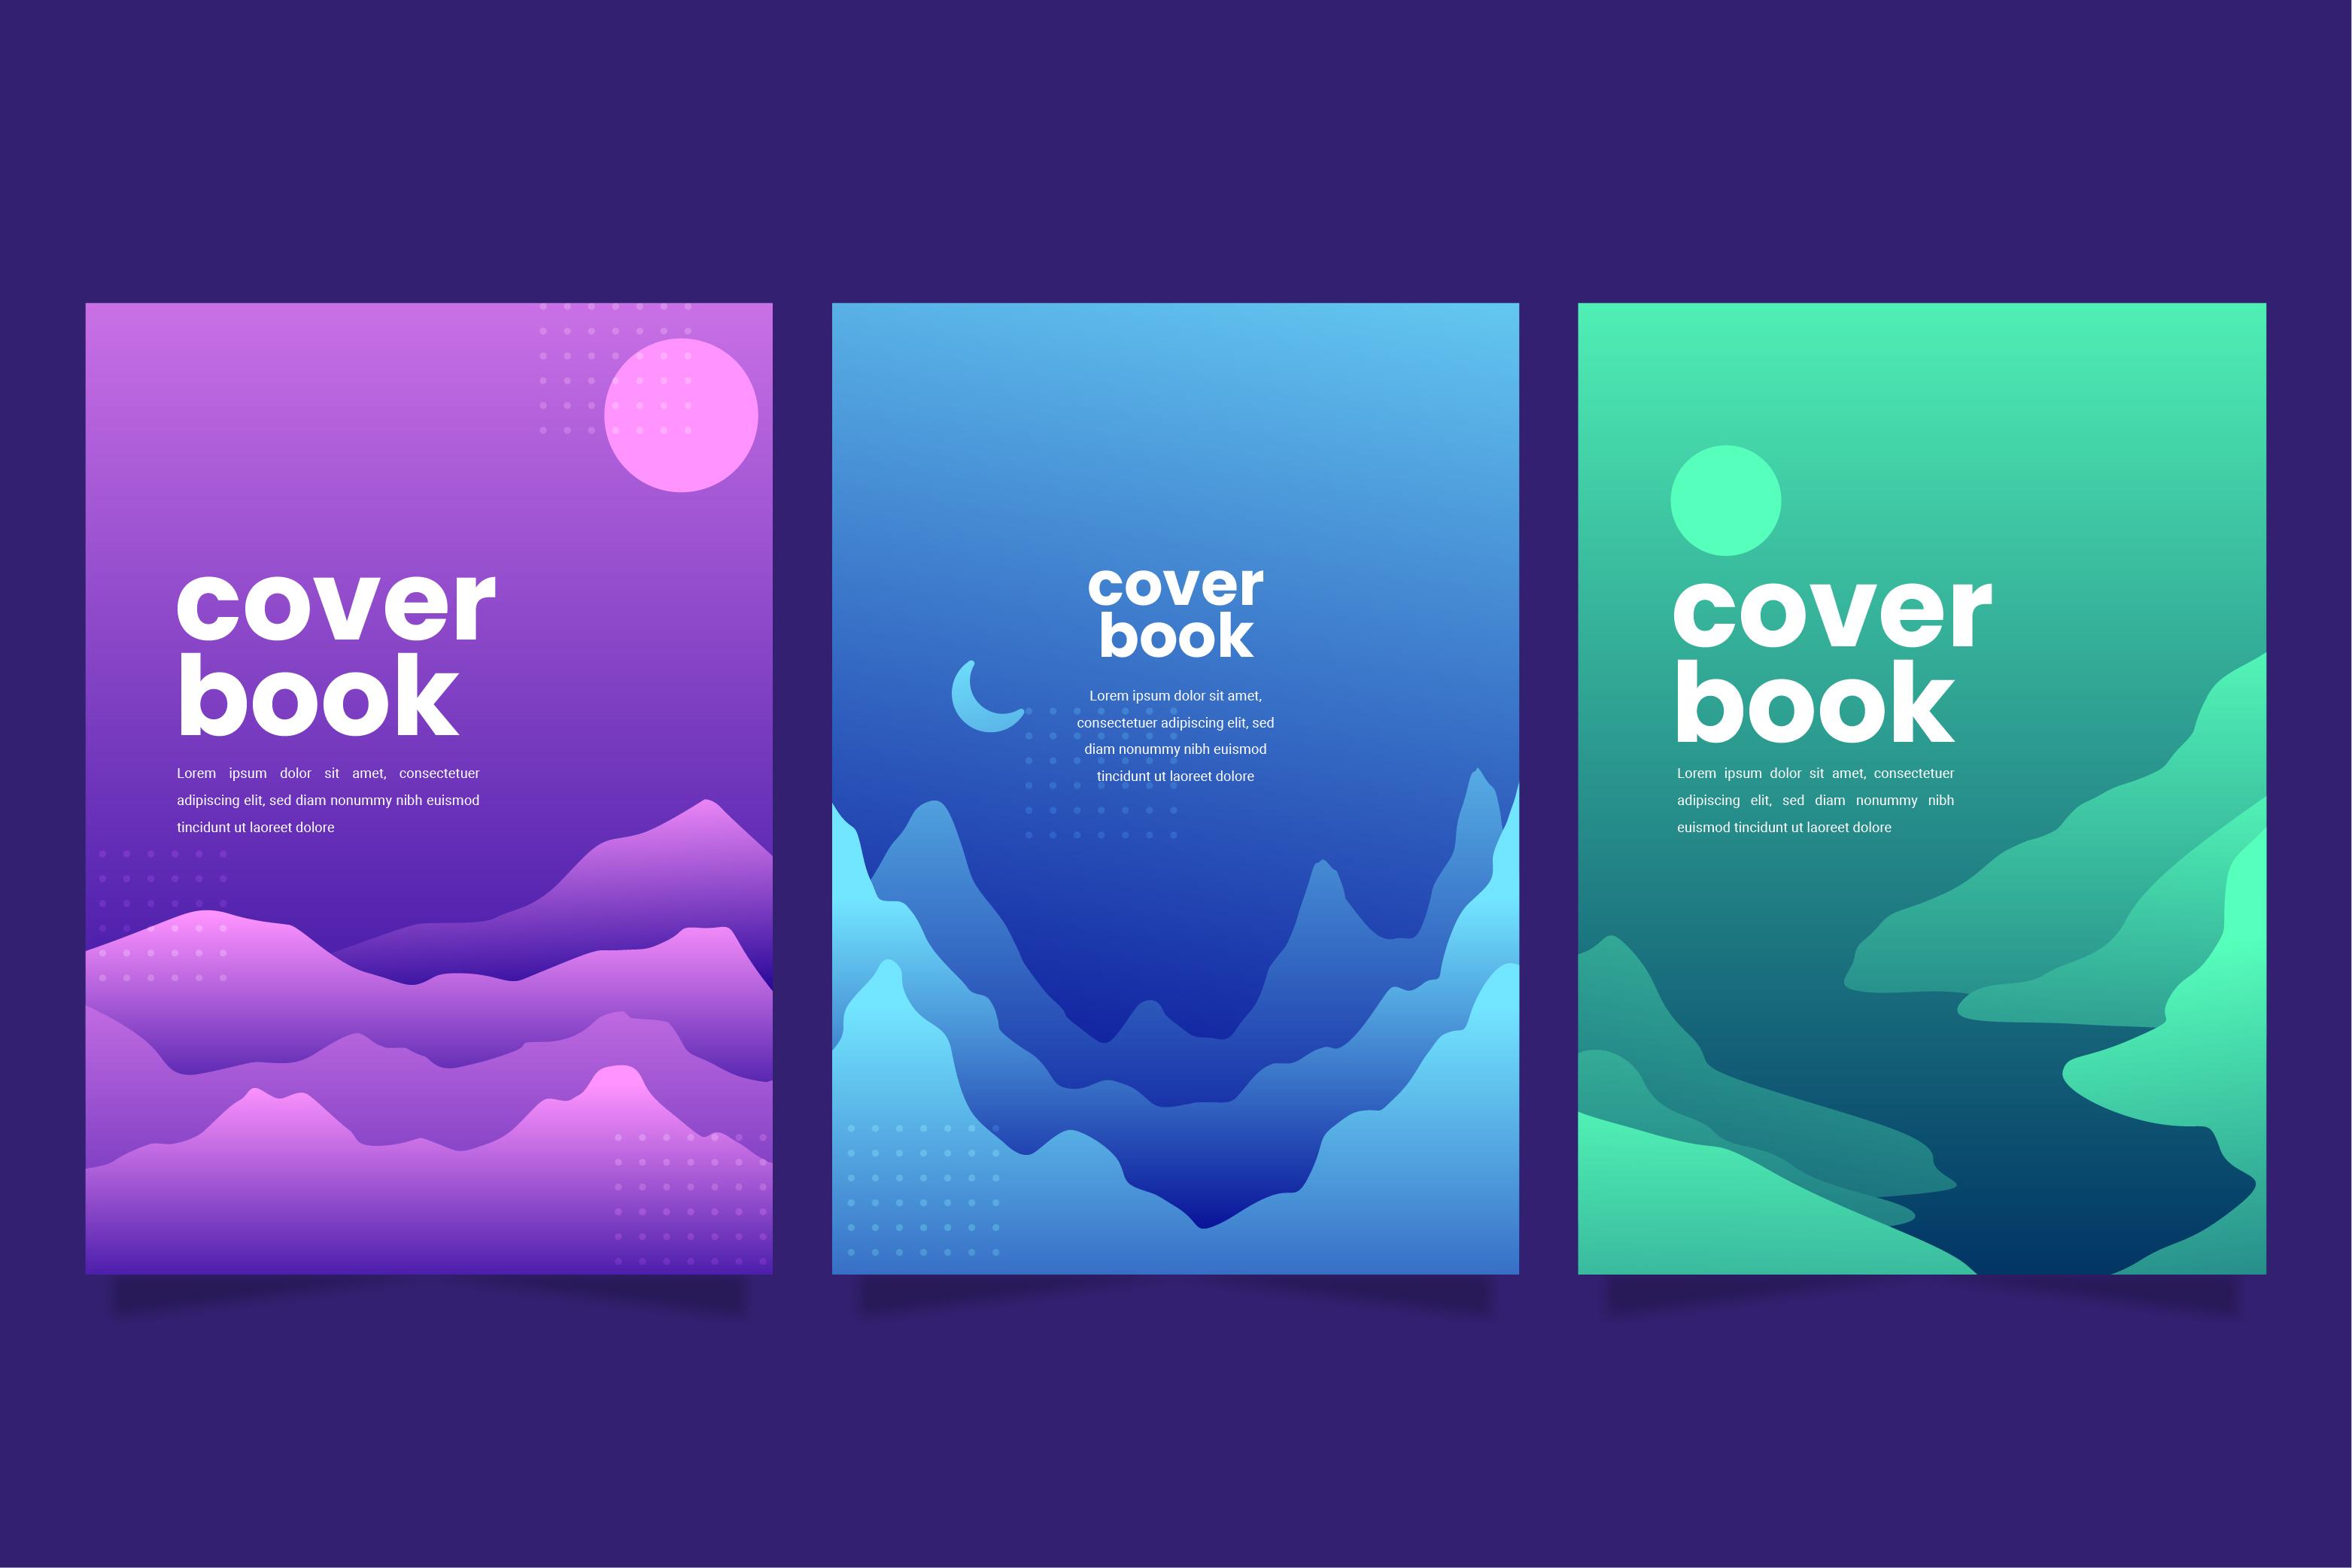 cover
book
Lorem ipsum dolor sit amet, consectetuer
adipiscing elit, sed diam nonummy nibh euismod
tincidunt ut laoreet dolore
cover
book
Lorem ipsum dolor sit amet,
consectetuer adipiscing elit, sed
diam nonummy nibh euismod
tincidunt ut laoreet dolore
cover
book
Lorem ipsum dolor sit amet, consectetuer
adipiscing elit, sed diam nonummy nibh
euismod tincidunt ut laoreet dolore